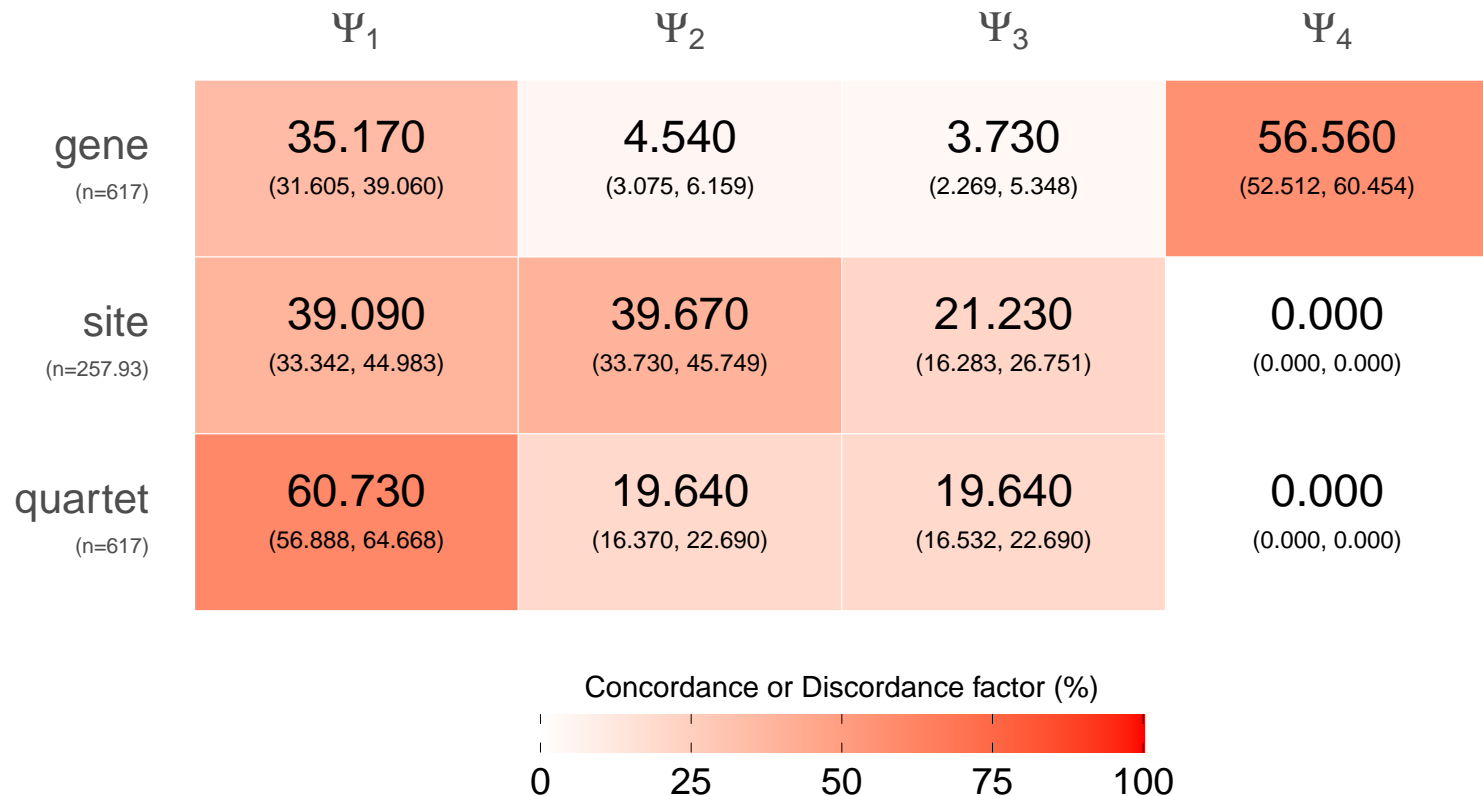 Ψ1 Ψ2 Ψ3 Ψ4
gene 35.170 4.540 3.730 56.560
(n=617) (31.605, 39.060) (3.075, 6.159) (2.269, 5.348) (52.512, 60.454)
site 39.090 39.670 21.230 0.000
(n=257.93) (33.342, 44.983) (33.730, 45.749) (16.283, 26.751) (0.000, 0.000)
quartet 60.730 19.640 19.640 0.000
(n=617) (56.888, 64.668) (16.370, 22.690) (16.532, 22.690) (0.000, 0.000)
Concordance or Discordance factor (%)
0 25 50 75 100